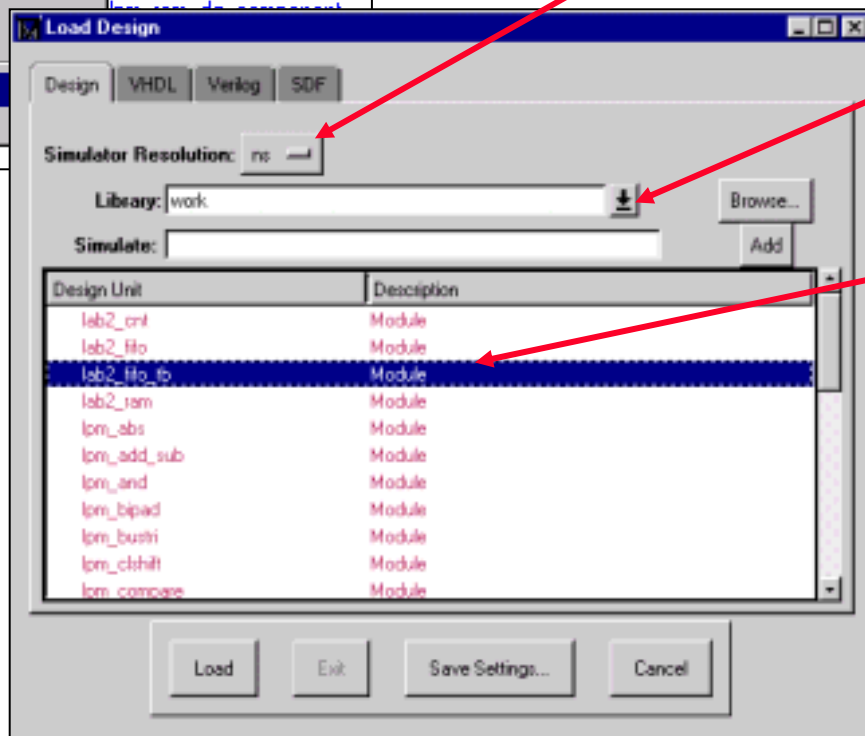 lpm_ram_dq_component
Load Design
Design VHDL Verilog SDF
Simulator Resolution: ns
Library: work Browse...
Simulate: Add
Design Unit Description
lab2_cnt Module
lab2_fifo Module
lab2_fifo_tb Module
lab2_ram Module
lpm_abs Module
lpm_add_sub Module
lpm_and Module
lpm_bipad Module
lpm_bustri Module
lpm_clshift Module
lpm_compare Module
Load Exit Save Settings... Cancel